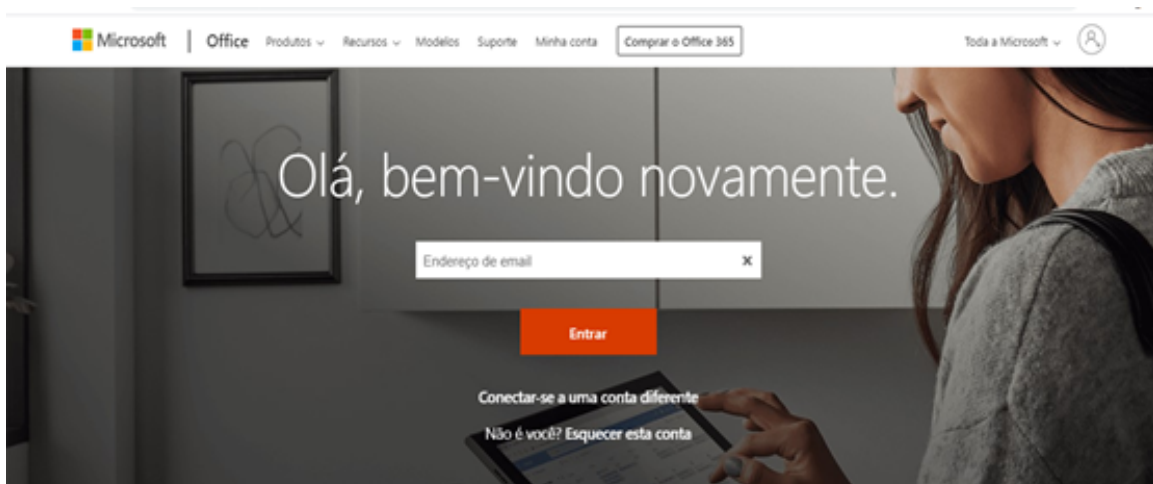 Microsoft | Office Produtos Recursos Modelos Suporte Minha conta Comprar o Office 365 Toda a Microsoft
Olá, bem-vindo novamente.
Endereço de email
Entrar
Conectar-se a uma conta diferente
Não é você? Esquecer esta conta